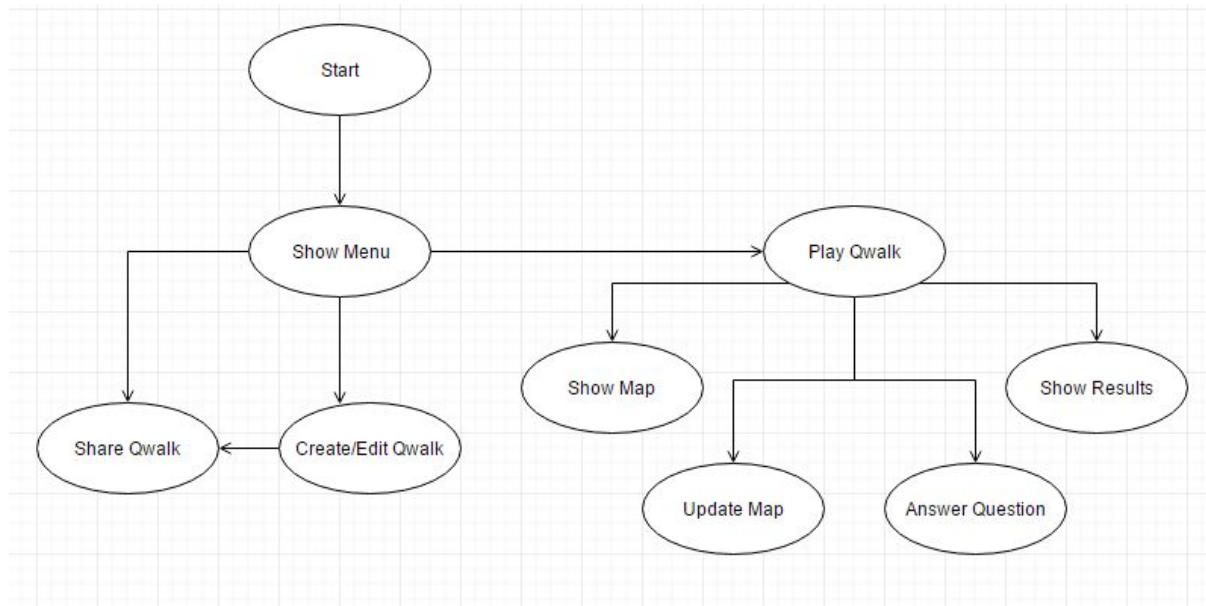 Start
Show Menu
Play Qwalk
Show Map
Show Results
Share Qwalk
Create/Edit Qwalk
Update Map
Answer Question